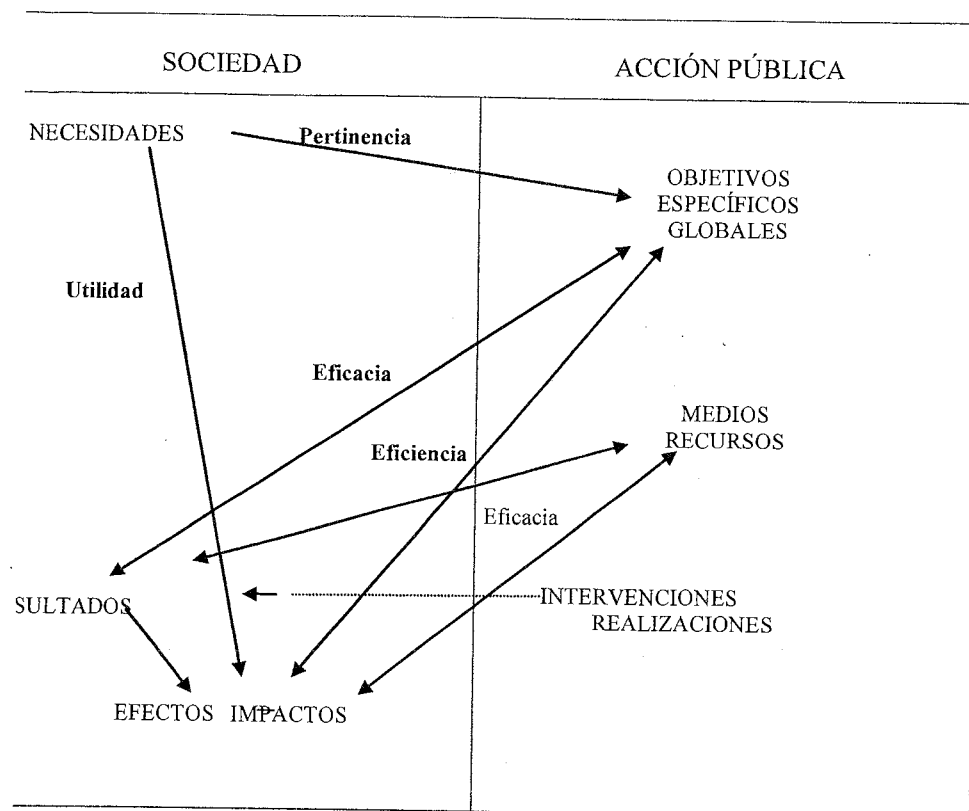 SOCIEDAD
ACCIÓN PÚBLICA
NECESIDADES
Pertinencia
OBJETIVOS
ESPECÍFICOS
GLOBALES
Utilidad
Eficacia
MEDIOS
RECURSOS
Eficiencia
Eficacia
SULTADOS
INTERVENCIONES
REALIZACIONES
EFECTOS IMPACTOS